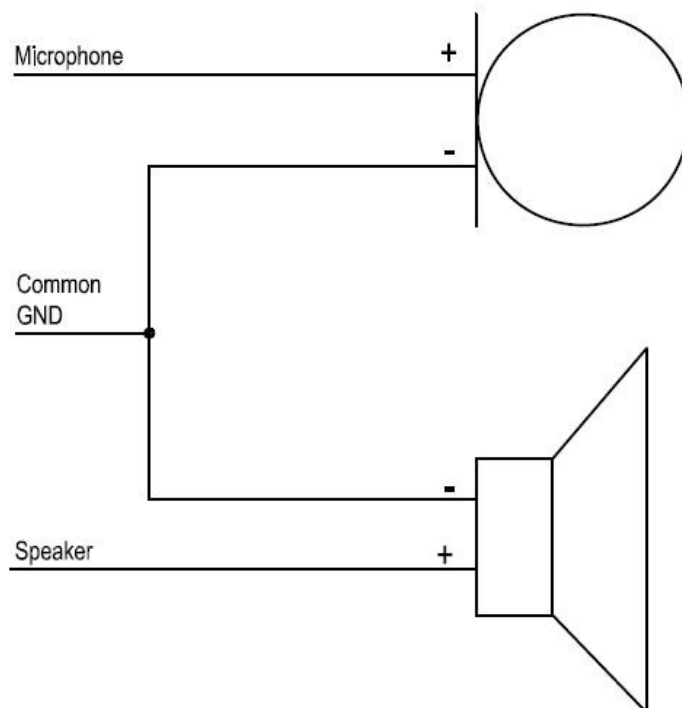 Microphone
+
-
Common
GND
-
Speaker
+